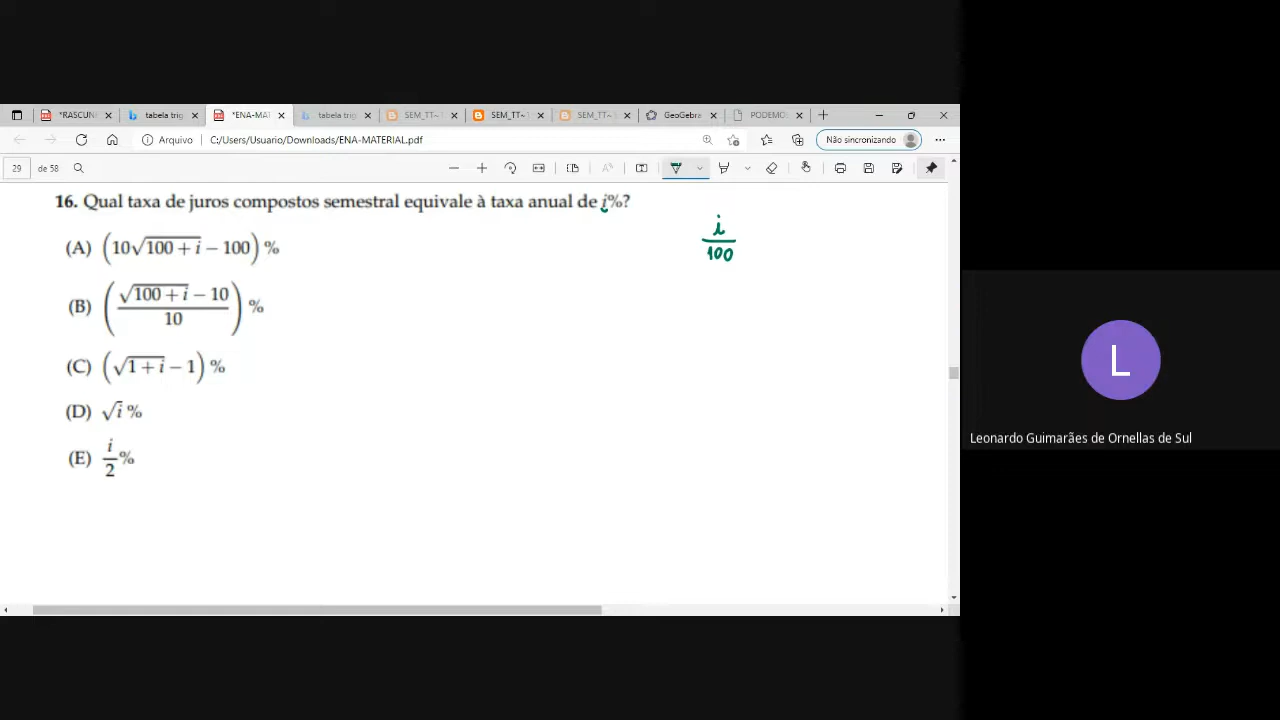 *RASCUN
tabela trig
*ENA-MAT
tabela trig
SEM_TT~
SEM_TT~
SEM_TT~
GeoGebra
PODEMO
Arquivo C:/Users/Usuario/Downloads/ENA-MATERIAL.pdf
Não sincronizando
29 de 58
16. Qual taxa de juros compostos semestral equivale à taxa anual de i%?
i
100
(A) (10√100 + i − 100) %
(B) (√100 + i − 10
10
) %
(C) (√1 + i − 1) %
(D) √i %
(E) i
2
%
L
Leonardo Guimarães de Ornellas de Sul